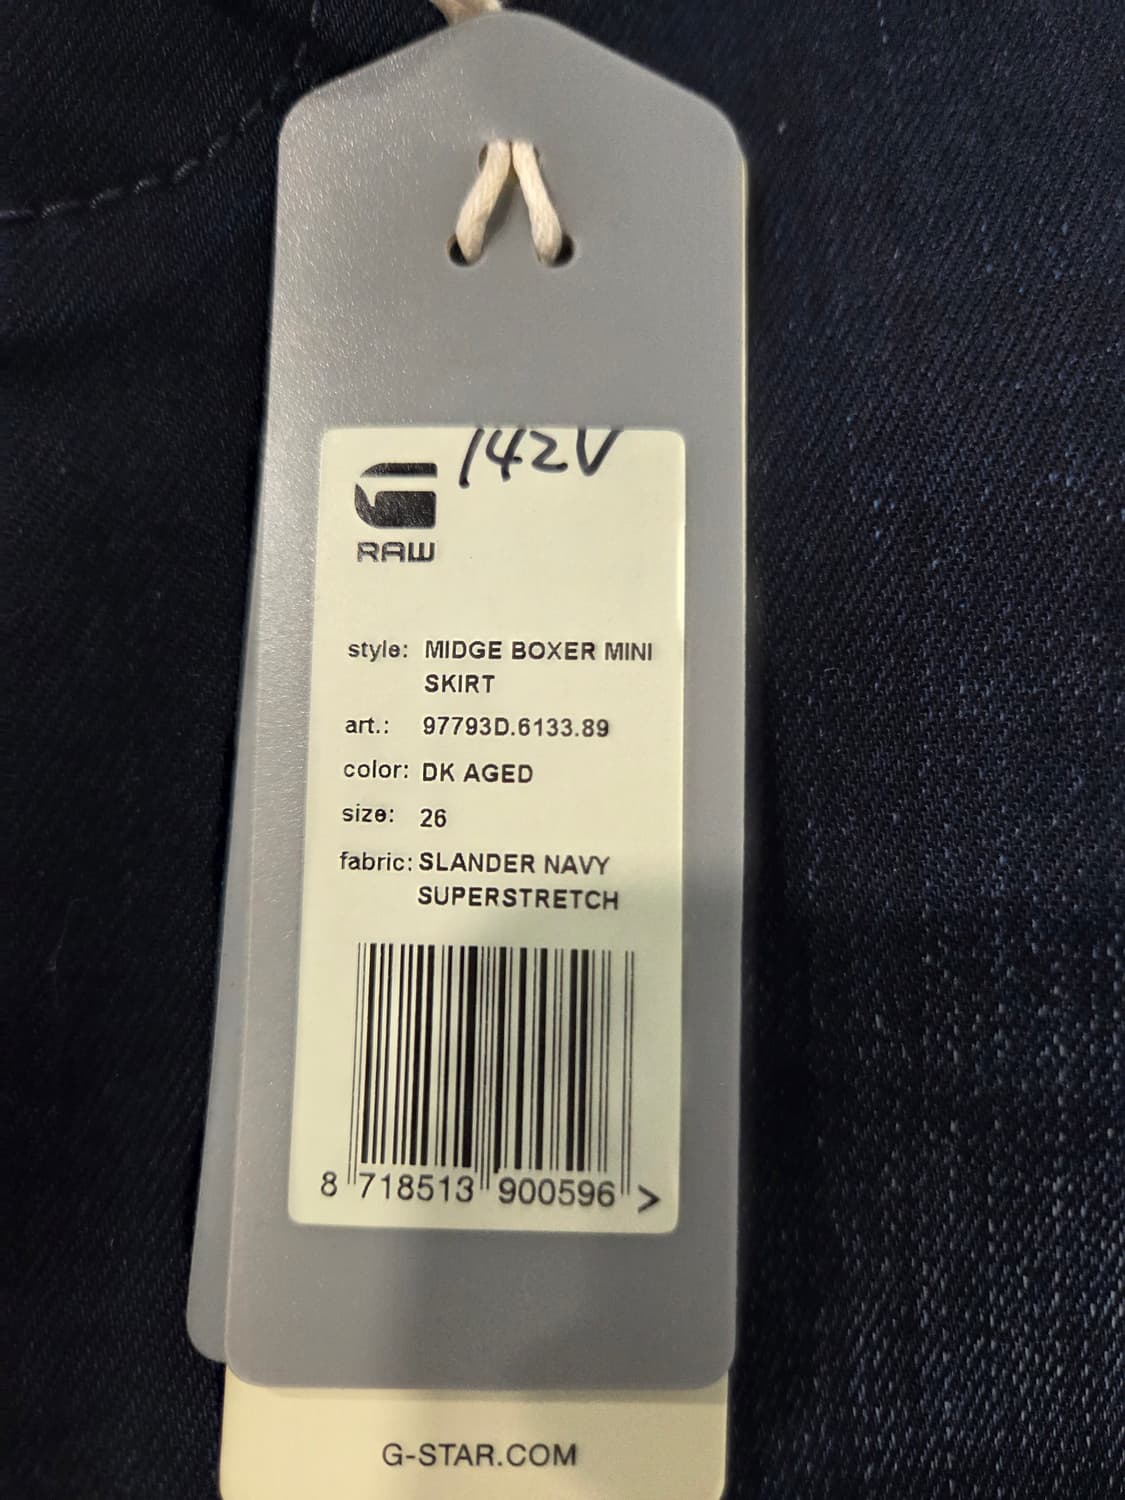 142V
RAW
style: MIDGE BOXER MINI
SKIRT
art.: 97793D.6133.89
color: DK AGED
size: 26
fabric: SLANDER NAVY
SUPERSTRETCH
8 718513 900596 >
G-STAR.COM